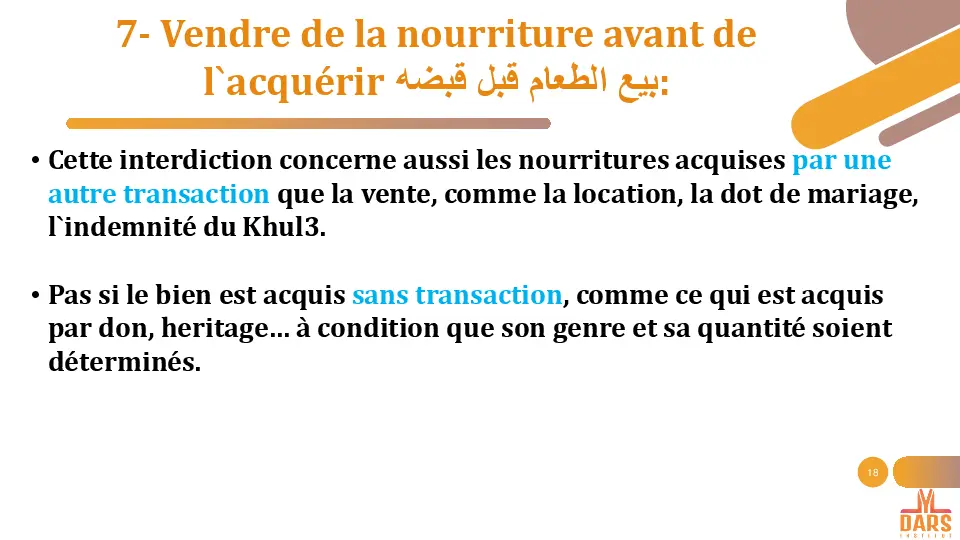 7- Vendre de la nourriture avant de
l`acquérir بيع الطعام قبل قبضه:
• Cette interdiction concerne aussi les nourritures acquises par une
autre transaction que la vente, comme la location, la dot de mariage,
l`indemnité du Khul3.
• Pas si le bien est acquis sans transaction, comme ce qui est acquis
par don, heritage... à condition que son genre et sa quantité soient
déterminés.
18
DARS
INSTITUT